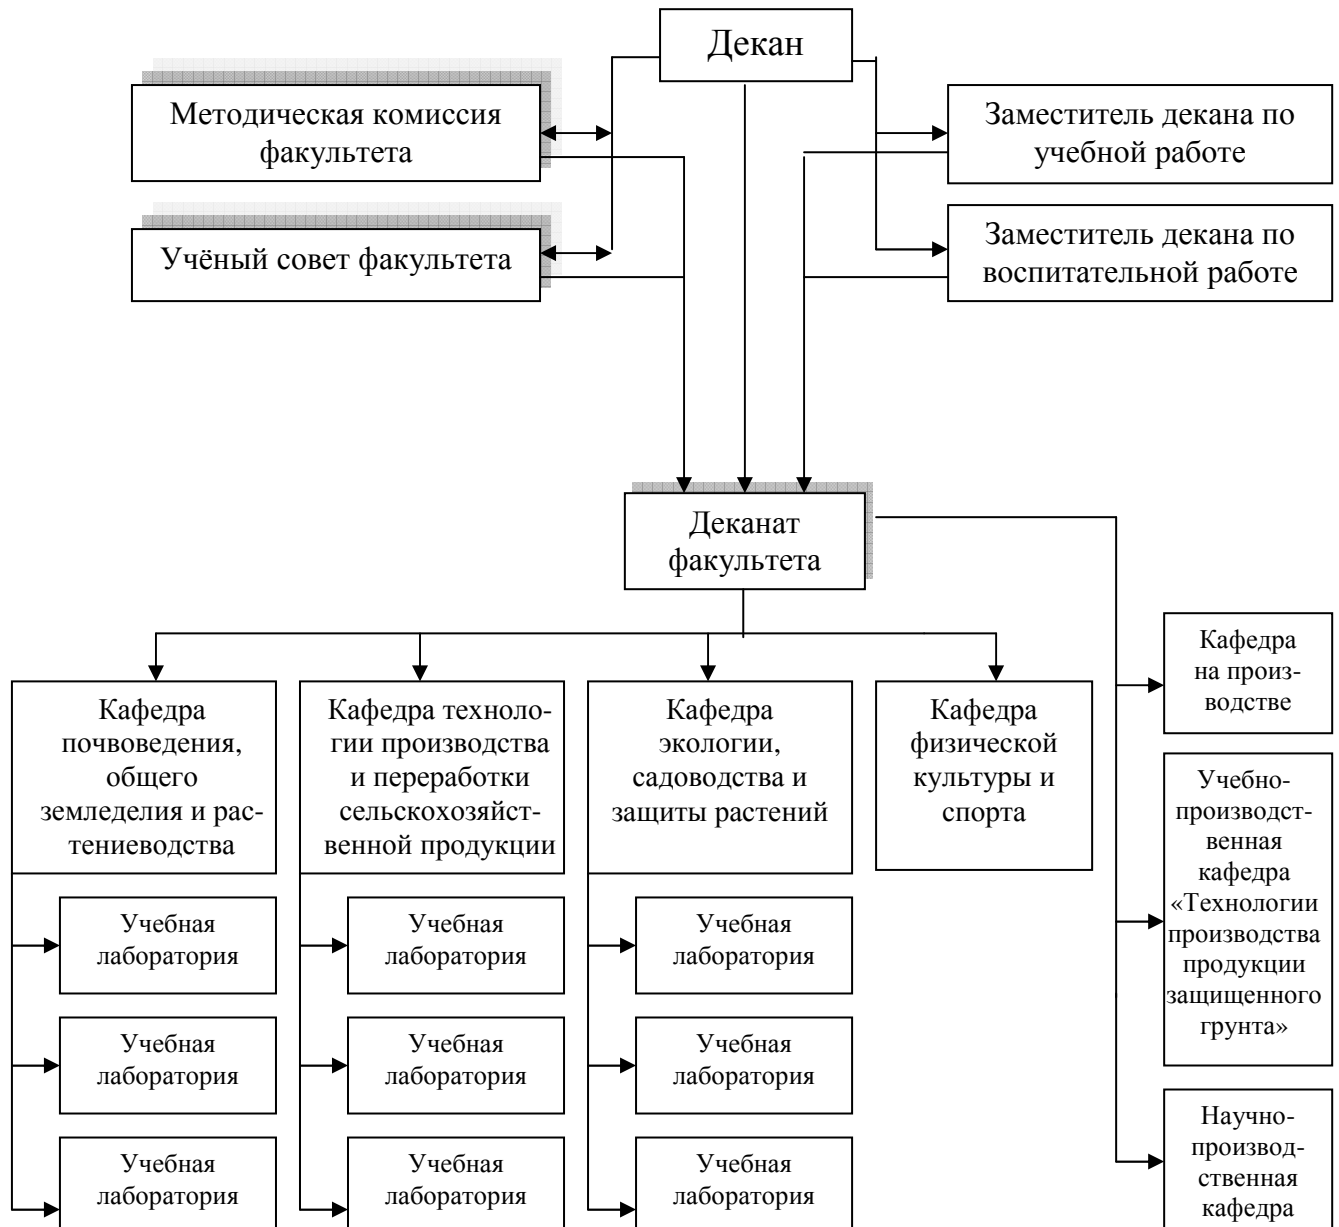 Декан
Методическая комиссия
факультета
Заместитель декана по
учебной работе
Учёный совет факультета
Заместитель декана по
воспитательной работе
Деканат
факультета
Кафедра
на произ-
водстве
Кафедра
почвоведения,
общего
земледелия и рас-
тениеводства
Кафедра техноло-
гии производства
и переработки
сельскохозяйст-
венной продукции
Кафедра
экологии,
садоводства и
защиты растений
Кафедра
физической
культуры и
спорта
Учебно-
производст-
венная
кафедра
«Технологии
производства
продукции
защищенного
грунта»
Учебная
лаборатория
Учебная
лаборатория
Учебная
лаборатория
Учебная
лаборатория
Учебная
лаборатория
Учебная
лаборатория
Учебная
лаборатория
Учебная
лаборатория
Учебная
лаборатория
Научно-
производ-
ственная
кафедра